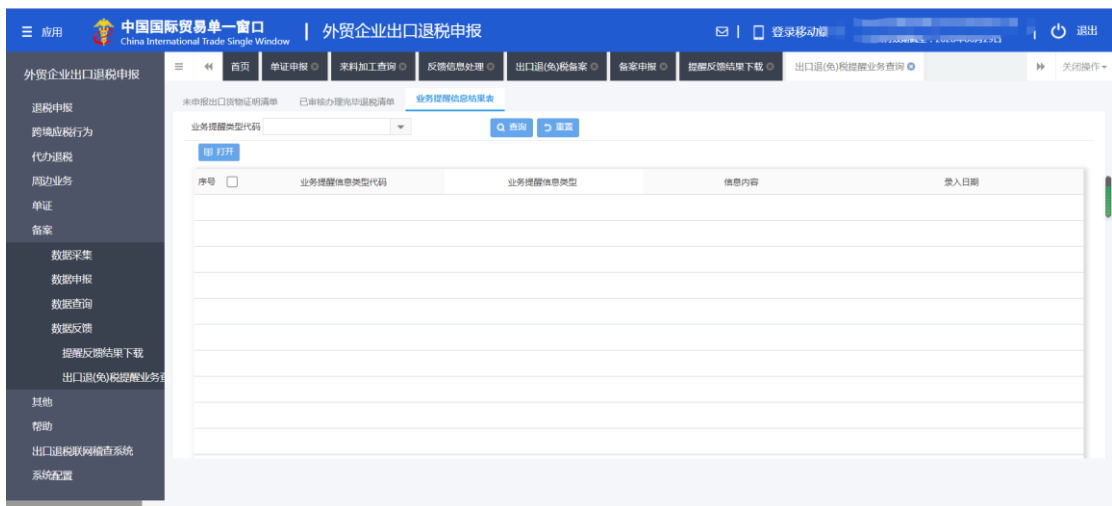 应用
中国国际贸易单一窗口
China International Trade Single Window
外贸企业出口退税申报
登录移动端
退出
外贸企业出口退税申报
首页
单证申报
来料加工查询
反馈信息处理
出口退(免)税备案
备案申报
提醒反馈结果下载
出口退(免)税提醒业务查询
关闭操作
退税申报
跨境应税行为
代办退税
周边业务
单证
备案
数据采集
数据申报
数据查询
数据反馈
提醒反馈结果下载
出口退(免)税提醒业务查
其他
帮助
出口退税联网稽查系统
系统配置
未申报出口货物证明清单
已审核办理完毕退税清单
业务提醒信息结果表
业务提醒类型代码
查询
重置
打开
序号
业务提醒信息类型代码
业务提醒信息类型
信息内容
录入日期